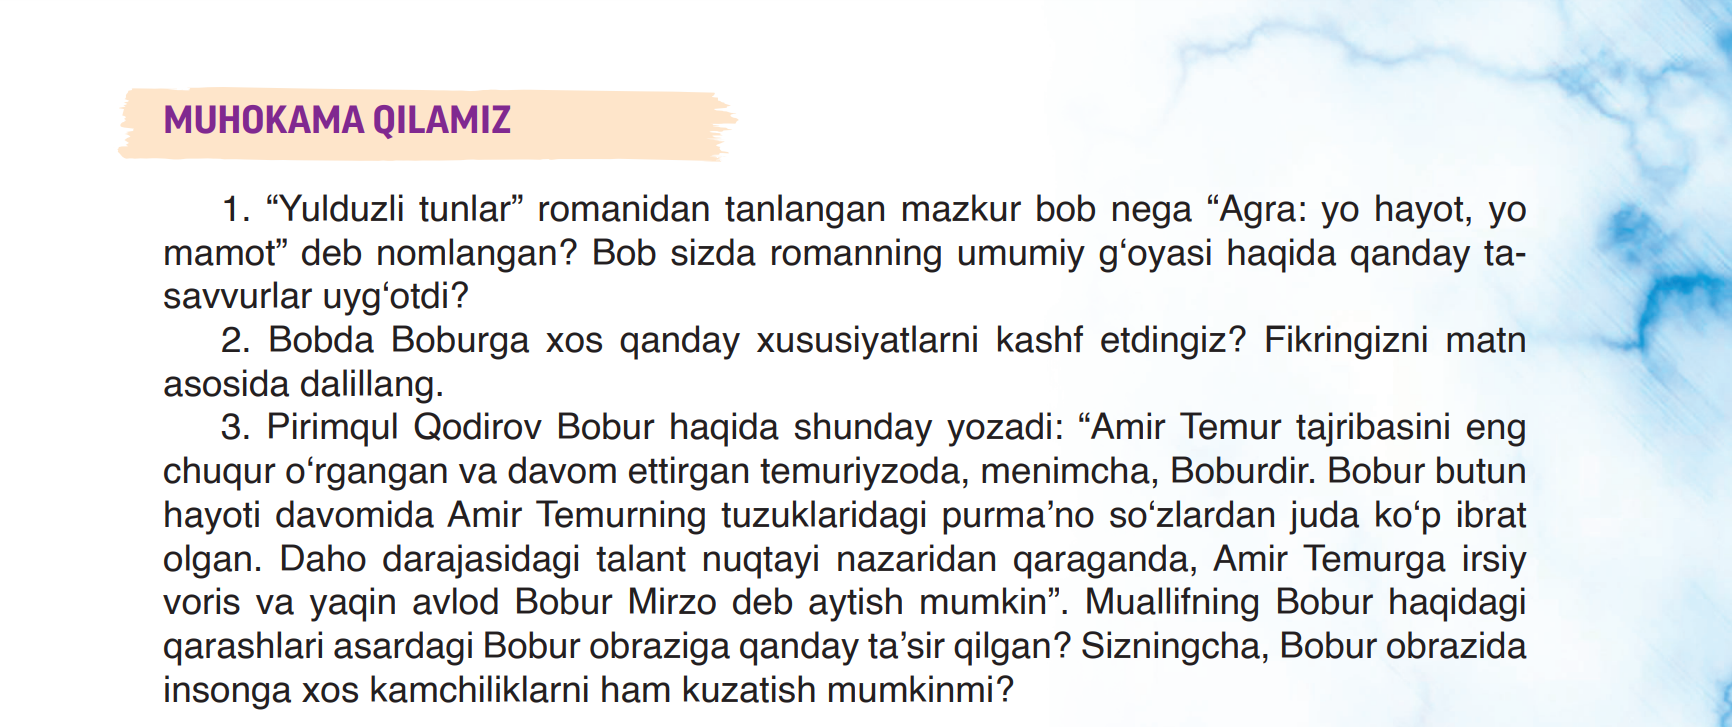 MUHOKAMA QILAMIZ
1. “Yulduzli tunlar” romanidan tanlangan mazkur bob nega “Agra: yo hayot, yo
mamot” deb nomlangan? Bob sizda romanning umumiy g‘oyasi haqida qanday ta-
savvurlar uyg‘otdi?
2. Bobda Boburga xos qanday xususiyatlarni kashf etdingiz? Fikringizni matn
asosida dalillang.
3. Pirimqul Qodirov Bobur haqida shunday yozadi: “Amir Temur tajribasini eng
chuqur o‘rgangan va davom ettirgan temuriyzoda, menimcha, Boburdir. Bobur butun
hayoti davomida Amir Temurning tuzuklaridagi purma’no so‘zlardan juda ko‘p ibrat
olgan. Daho darajasidagi talant nuqtayi nazaridan qaraganda, Amir Temurga irsiy
voris va yaqin avlod Bobur Mirzo deb aytish mumkin”. Muallifning Bobur haqidagi
qarashlari asardagi Bobur obraziga qanday ta’sir qilgan? Sizningcha, Bobur obrazida
insonga xos kamchiliklarni ham kuzatish mumkinmi?